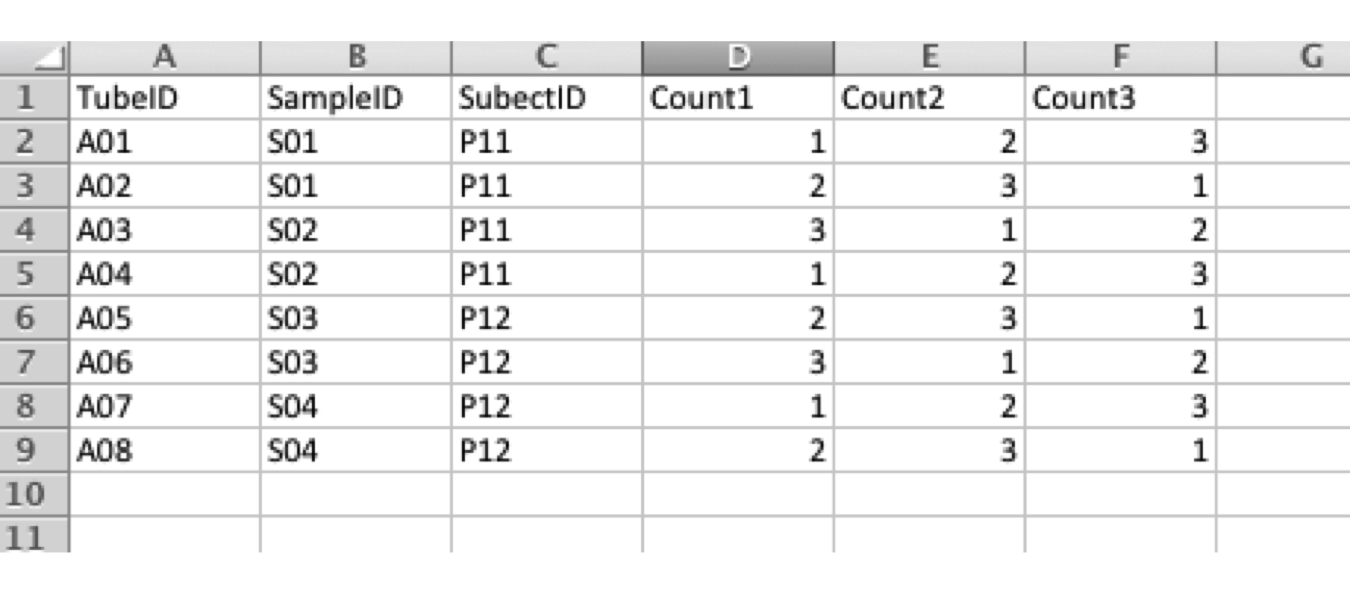 A B C D E F G
1 TubeID SampleID SubectID Count1 Count2 Count3
2 A01 S01 P11 1 2 3
3 A02 S01 P11 2 3 1
4 A03 S02 P11 3 1 2
5 A04 S02 P11 1 2 3
6 A05 S03 P12 2 3 1
7 A06 S03 P12 3 1 2
8 A07 S04 P12 1 2 3
9 A08 S04 P12 2 3 1
10
11